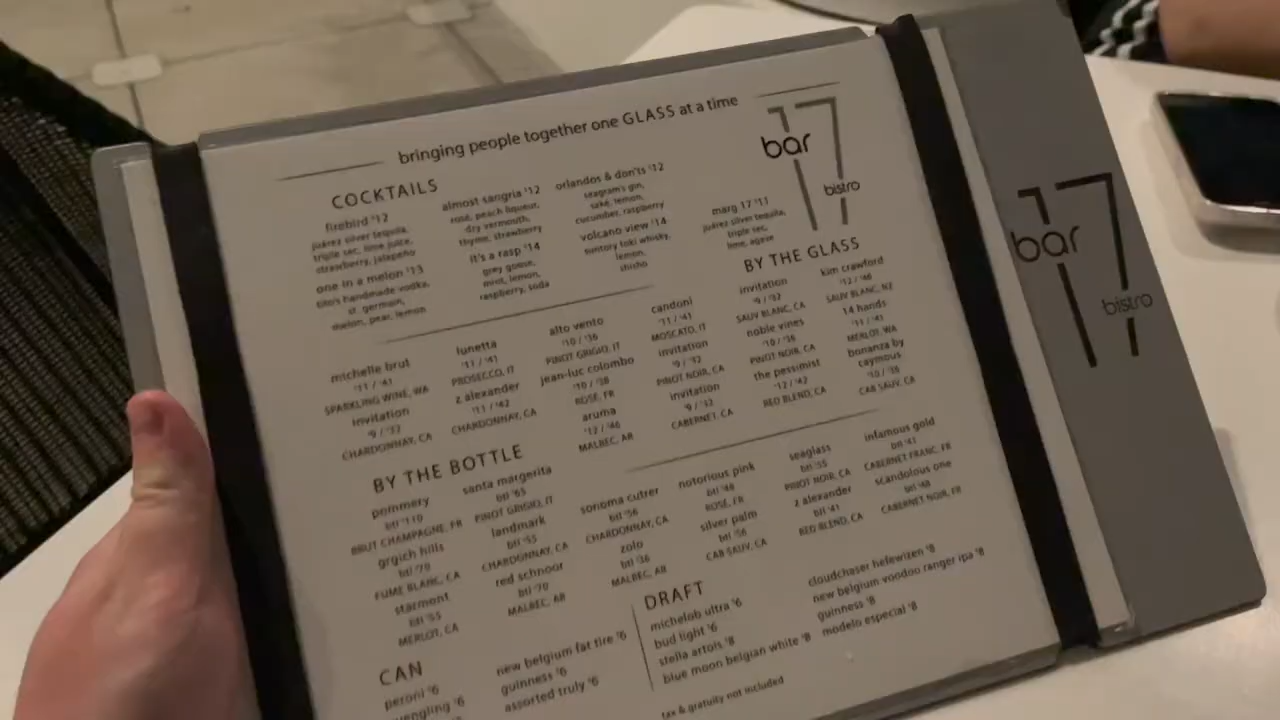 bringing people together one GLASS at a time
17
bar
bistro
COCKTAILS
firebird '12
juárez silver tequila,
triple sec, lime juice,
strawberry, jalapeño
one in a melon '13
tito's handmade vodka,
st. germain,
melon, pear, lemon
almost sangria '12
rosé, peach liqueur,
dry vermouth,
thyme, strawberry
it's a rasp '14
grey goose,
mint, lemon,
raspberry, soda
orlandos & don'ts '12
seagram's gin,
saké, lemon,
cucumber, raspberry
volcano view '14
suntory toki whisky,
lemon,
shisho
marg 17 '11
juárez silver tequila,
triple sec,
lime, agave
BY THE GLASS
michelle brut
'11 / '41
SPARKLING WINE, WA
invitation
'9 / '32
CHARDONNAY, CA
lunetta
'11 / '41
PROSECCO, IT
z alexander
'11 / '42
CHARDONNAY, CA
alto vento
'10 / '36
PINOT GRIGIO, IT
jean-luc colombo
'10 / '38
ROSE, FR
aruma
'12 / '46
MALBEC, AR
candoni
'11 / '41
MOSCATO, IT
invitation
'9 / '32
PINOT NOIR, CA
invitation
'9 / '32
CABERNET, CA
invitation
'9 / '32
SAUV BLANC, CA
noble vines
'10 / '36
PINOT NOIR, CA
the pessimist
'12 / '42
RED BLEND, CA
kim crawford
'12 / '46
SAUV BLANC, NZ
14 hands
'11 / '41
MERLOT, WA
bonanza by
caymous
'10 / '39
CAB SAUV, CA
BY THE BOTTLE
pommery
btl '110
BRUT CHAMPAGNE, FR
grgich hills
btl '70
FUME BLANC, CA
starmont
btl '55
MERLOT, CA
santa margerita
btl '65
PINOT GRIGIO, IT
landmark
btl '55
CHARDONNAY, CA
red schnoor
btl '70
MALBEC, AR
sonoma cutrer
btl '56
CHARDONNAY, CA
zolo
btl '36
MALBEC, AR
notorious pink
btl '48
ROSE, FR
silver palm
btl '56
CAB SAUV, CA
seaglass
btl '35
PINOT NOIR, CA
z alexander
btl '41
RED BLEND, CA
infamous gold
btl '41
CABERNET FRANC, FR
scandolous one
btl '48
CABERNET NOIR, FR
CAN
peroni '6
new belgium fat tire '6
guinness '6
assorted truly '6
DRAFT
michelob ultra '6
bud light '6
stella artois '8
blue moon belgian white '8
cloudchaser hefewizen '8
new belgium voodoo ranger ipa '8
guinness '8
modelo especial '8
tax & gratuity not included
17
bar
bistro